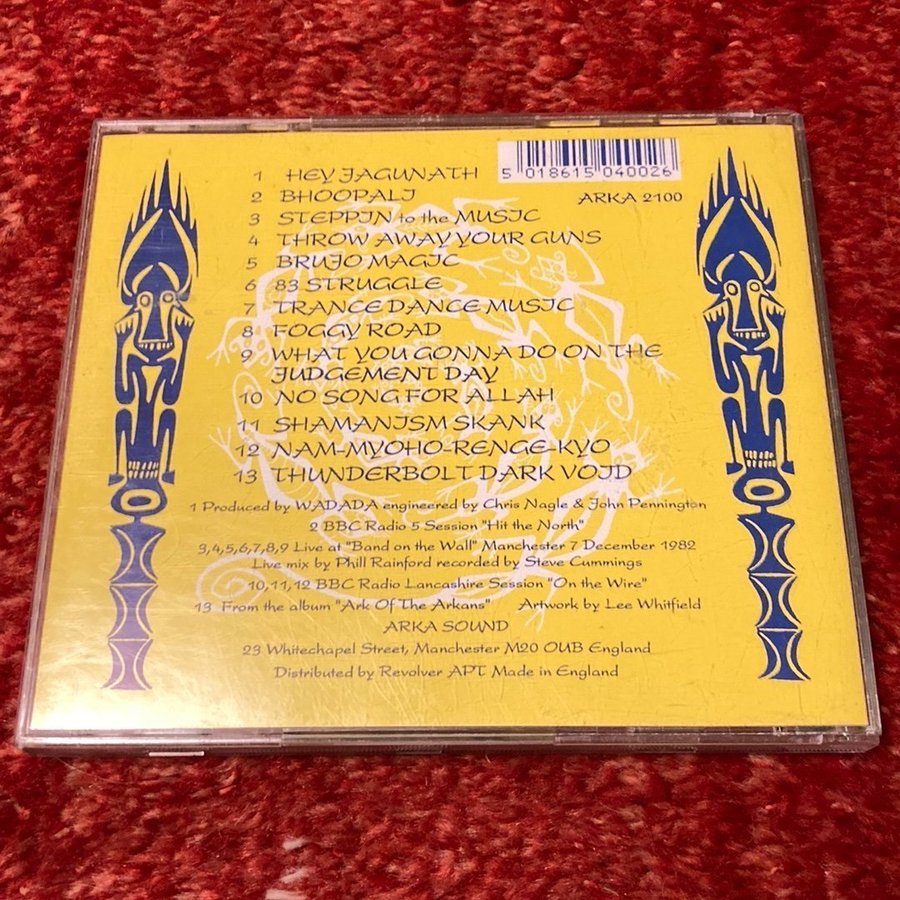 5 018615 040026
ARKA 2100
1 HEY JAGUNATH
2 BHOOPALI
3 STEPPIN to the MUSIC
4 THROW AWAY YOUR GUNS
5 BRUJO MAGIC
6 83 STRUGGLE
7 TRANCE DANCE MUSIC
8 FOGGY ROAD
9 WHAT YOU GONNA DO ON THE
JUDGEMENT DAY
10 NO SONG FOR ALLAH
11 SHAMANISM SKANK
12 NAM-MYOHO-RENGE-KYO
13 THUNDERBOLT DARK VOID
1 Produced by WADADA engineered by Chris Nagle & John Pennington
2 BBC Radio 5 Session "Hit the North"
3,4,5,6,7,8,9 Live at "Band on the Wall" Manchester 7 December 1982
Live mix by Phill Rainford recorded by Steve Cummings
10,11,12 BBC Radio Lancashire Session "On the Wire"
13 From the album "Ark Of The Arkans" Artwork by Lee Whitfield
ARKA SOUND
23 Whitechapel Street, Manchester M20 OUB England
Distributed by Revolver APT Made in England